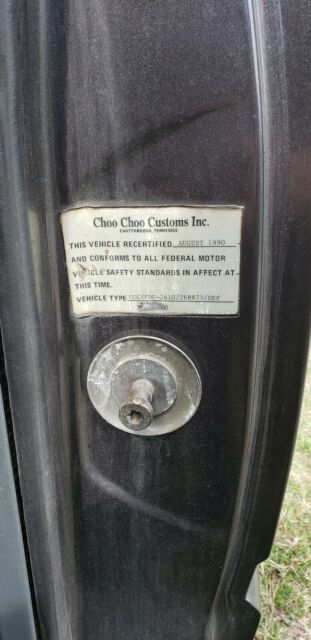 Choo Choo Customs Inc.
CHATTANOOGA, TENNESSEE
THIS VEHICLE RECERTIFIED AUGUST 1990
AND CONFORMS TO ALL FEDERAL MOTOR
VEHICLE SAFETY STANDARDS IN AFFECT AT
THIS TIME.
VEHICLE TYPE